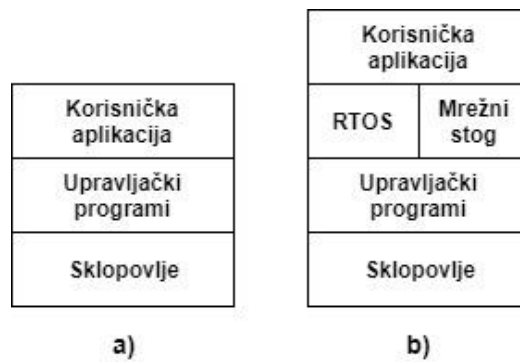 Korisnička
aplikacija
Upravljački
programi
Sklopovlje
a)
Korisnička
aplikacija
RTOS
Mrežni
stog
Upravljački
programi
Sklopovlje
b)